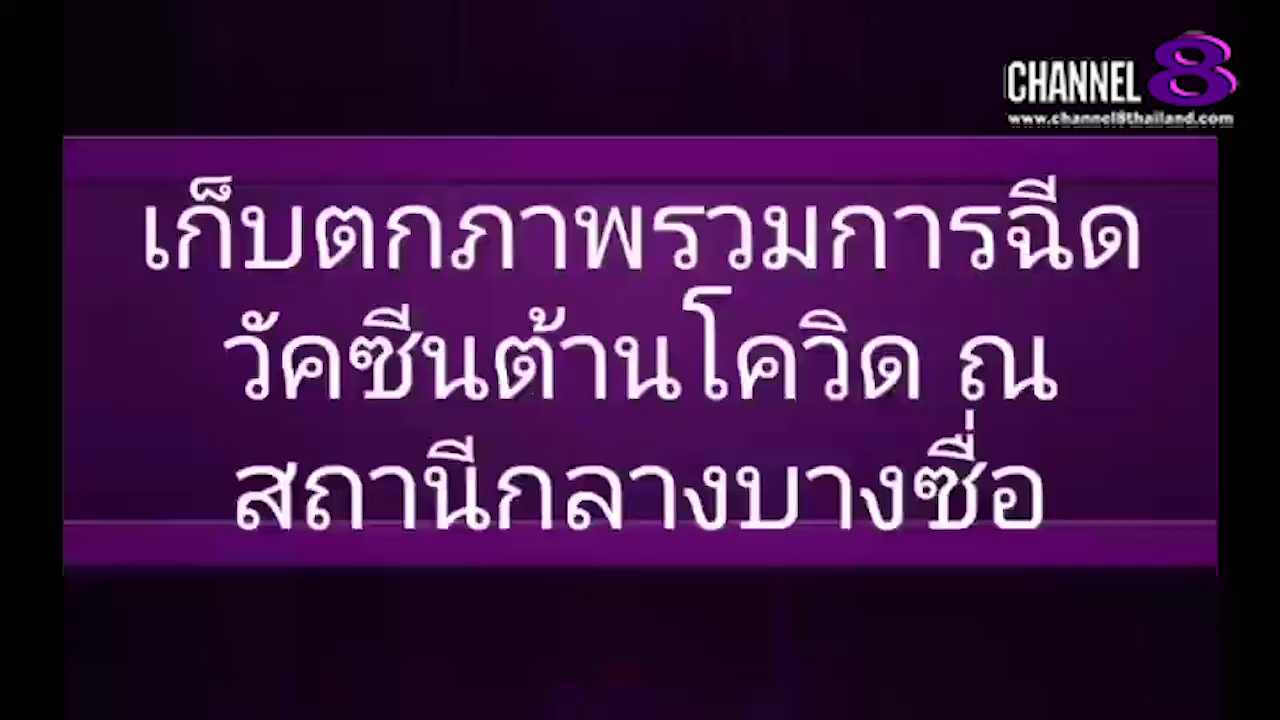 CHANNEL 8
www.channel8thailand.com
เก็บตกภาพรวมการฉีด
วัคซีนต้านโควิด ณ
สถานีกลางบางซื่อ